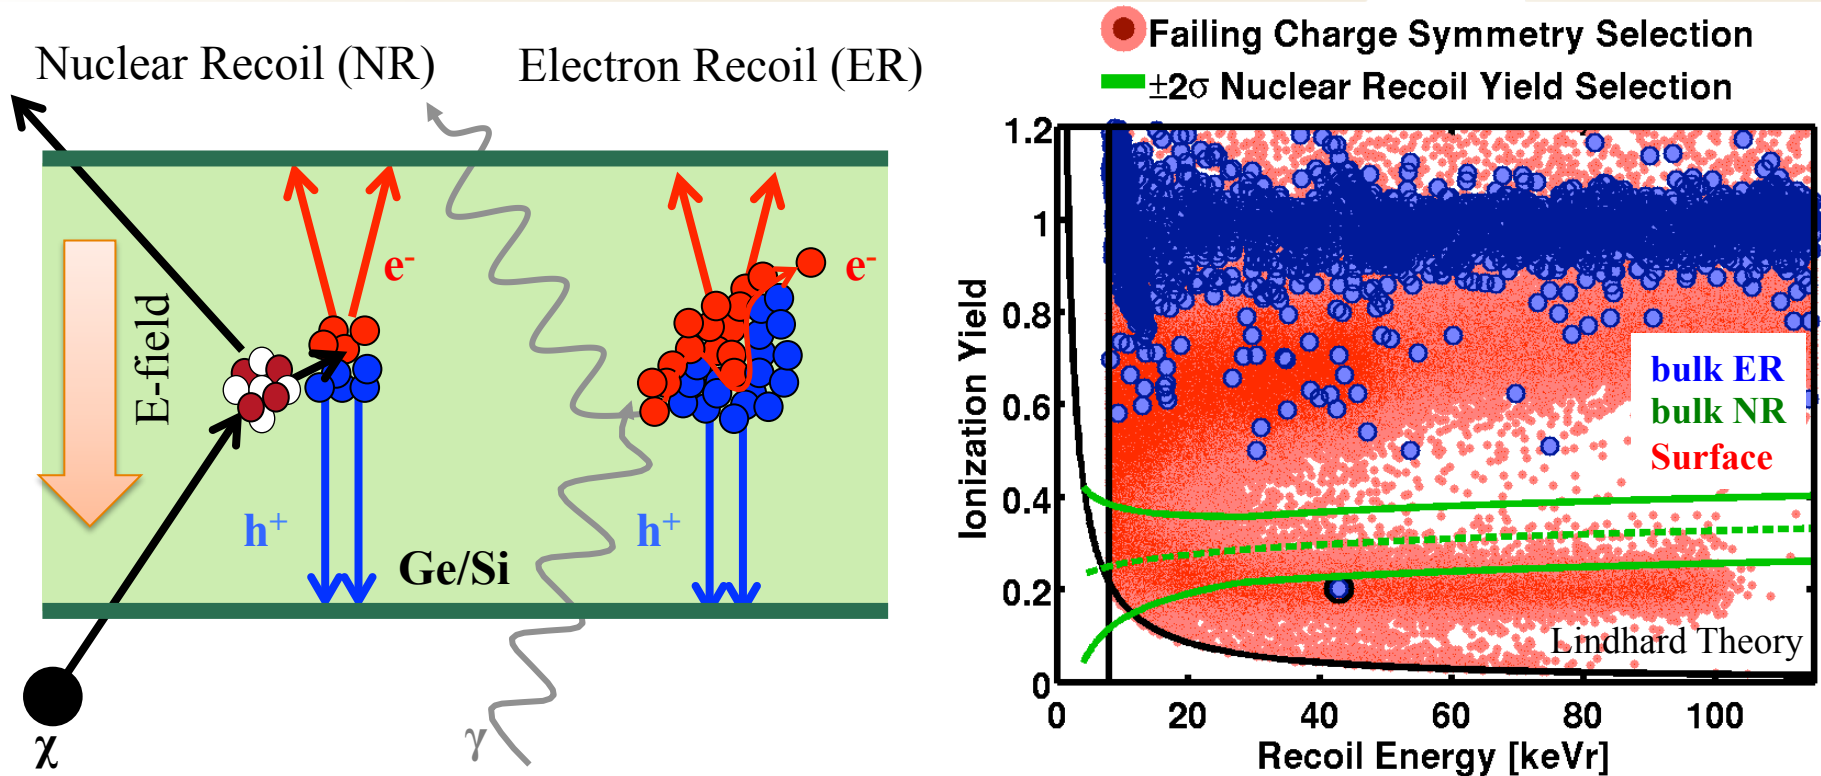 Nuclear Recoil (NR)
Electron Recoil (ER)
E-field
e-
e-
h+
h+
Ge/Si
χ
γ
Failing Charge Symmetry Selection
±2σ Nuclear Recoil Yield Selection
Ionization Yield
1.2
1
0.8
0.6
0.4
0.2
0
bulk ER
bulk NR
Surface
Lindhard Theory
0 20 40 60 80 100
Recoil Energy [keVr]